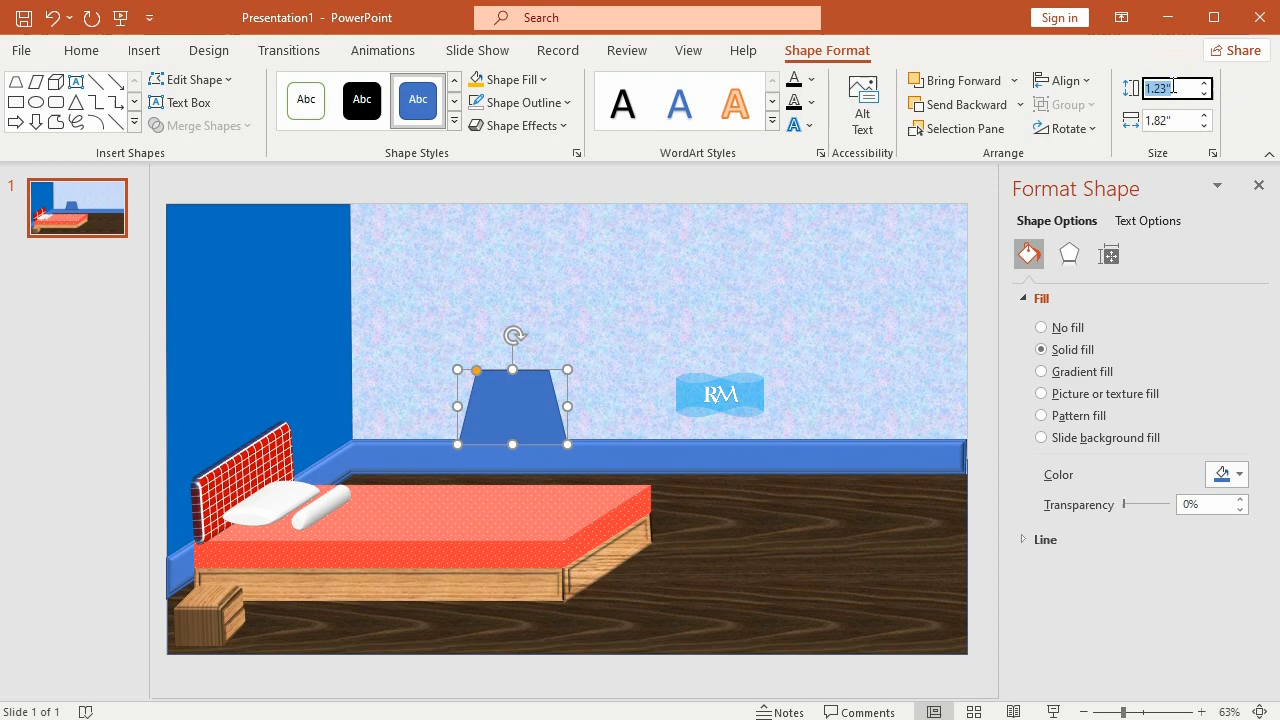 Presentation1 - PowerPoint
Search
Sign in
File Home Insert Design Transitions Animations Slide Show Record Review View Help Shape Format
Share
Edit Shape
Text Box
Merge Shapes
Insert Shapes
Abc Abc Abc
Shape Fill
Shape Outline
Shape Effects
Shape Styles
A A A
A
A
A
WordArt Styles
Alt
Text
Accessibility
Bring Forward
Send Backward
Selection Pane
Align
Group
Rotate
Arrange
1.23"
1.82"
Size
1
RM
Format Shape
Shape Options Text Options
Fill
No fill
Solid fill
Gradient fill
Picture or texture fill
Pattern fill
Slide background fill
Color
Transparency 0%
Line
Slide 1 of 1
Notes
Comments
63%